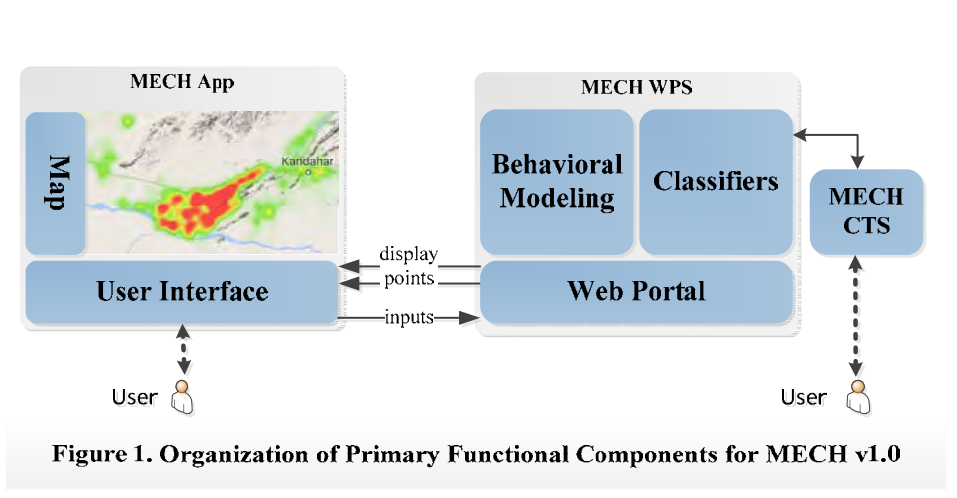 MECH App
Map
Kandahar
User Interface
User
display
points
inputs
MECH WPS
Behavioral
Modeling
Classifiers
Web Portal
MECH
CTS
User
Figure 1. Organization of Primary Functional Components for MECH v1.0